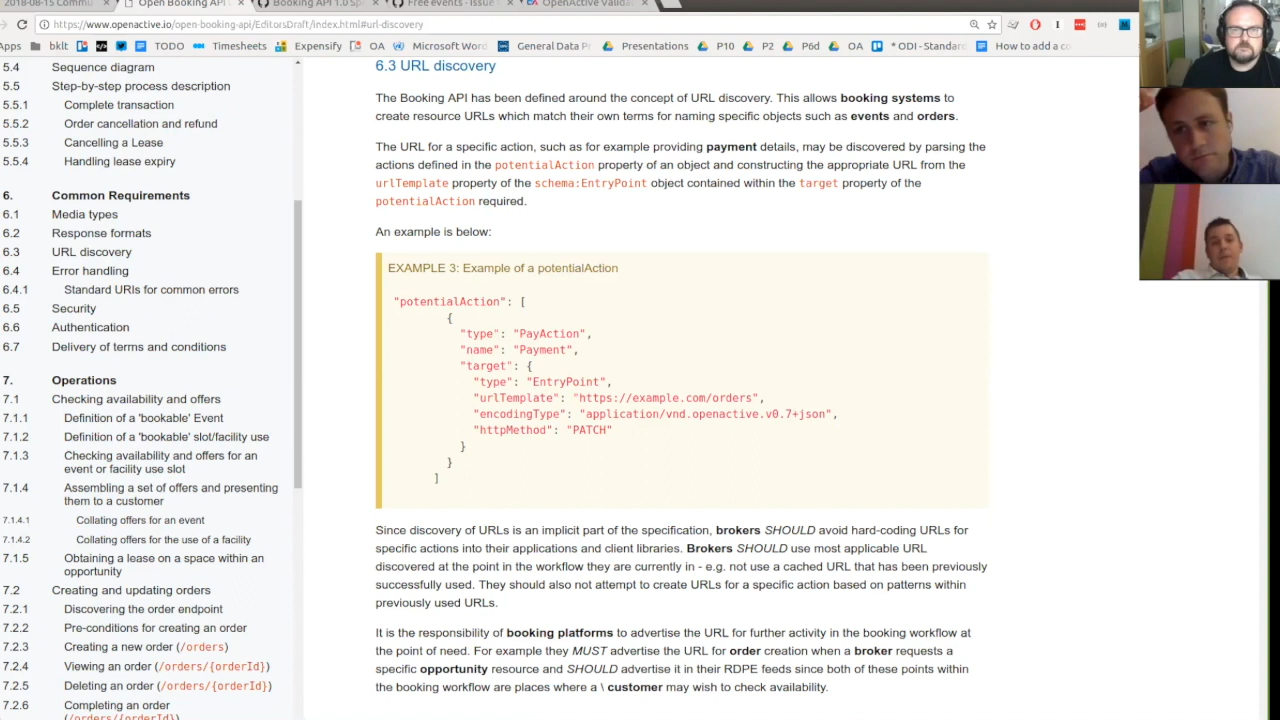 2018-08-15 Commu
Open Booking API
Booking API 1.0 Sp
Free events - Issue
OpenActive Valida
https://www.openactive.io/open-booking-api/EditorsDraft/index.html#url-discovery
Apps
bklt
TODO
Timesheets
Expensify
OA
Microsoft Word
General Data P
Presentations
P10
P2
P6d
OA
* ODI - Standard
How to add a c
5.4 Sequence diagram
5.5 Step-by-step process description
5.5.1 Complete transaction
5.5.2 Order cancellation and refund
5.5.3 Cancelling a Lease
5.5.4 Handling lease expiry
6. Common Requirements
6.1 Media types
6.2 Response formats
6.3 URL discovery
6.4 Error handling
6.4.1 Standard URIs for common errors
6.5 Security
6.6 Authentication
6.7 Delivery of terms and conditions
7. Operations
7.1 Checking availability and offers
7.1.1 Definition of a 'bookable' Event
7.1.2 Definition of a 'bookable' slot/facility use
7.1.3 Checking availability and offers for an
event or facility use slot
7.1.4 Assembling a set of offers and presenting
them to a customer
7.1.4.1 Collating offers for an event
7.1.4.2 Collating offers for the use of a facility
7.1.5 Obtaining a lease on a space within an
opportunity
7.2 Creating and updating orders
7.2.1 Discovering the order endpoint
7.2.2 Pre-conditions for creating an order
7.2.3 Creating a new order (/orders)
7.2.4 Viewing an order (/orders/{orderId})
7.2.5 Deleting an order (/orders/{orderId})
7.2.6 Completing an order
(/orders/{orderId})
6.3 URL discovery
The Booking API has been defined around the concept of URL discovery. This allows booking systems to
create resource URLs which match their own terms for naming specific objects such as events and orders.
The URL for a specific action, such as for example providing payment details, may be discovered by parsing the
actions defined in the potentialAction property of an object and constructing the appropriate URL from the
urlTemplate property of the schema:EntryPoint object contained within the target property of the
potentialAction required.
An example is below:
EXAMPLE 3: Example of a potentialAction
"potentialAction": [
{
"type": "PayAction",
"name": "Payment",
"target": {
"type": "EntryPoint",
"urlTemplate": "https://example.com/orders",
"encodingType": "application/vnd.openactive.v0.7+json",
"httpMethod": "PATCH"
}
}
]
Since discovery of URLs is an implicit part of the specification, brokers SHOULD avoid hard-coding URLs for
specific actions into their applications and client libraries. Brokers SHOULD use most applicable URL
discovered at the point in the workflow they are currently in - e.g. not use a cached URL that has been previously
successfully used. They should also not attempt to create URLs for a specific action based on patterns within
previously used URLs.
It is the responsibility of booking platforms to advertise the URL for further activity in the booking workflow at
the point of need. For example they MUST advertise the URL for order creation when a broker requests a
specific opportunity resource and SHOULD advertise it in their RDPE feeds since both of these points within
the booking workflow are places where a \ customer may wish to check availability.